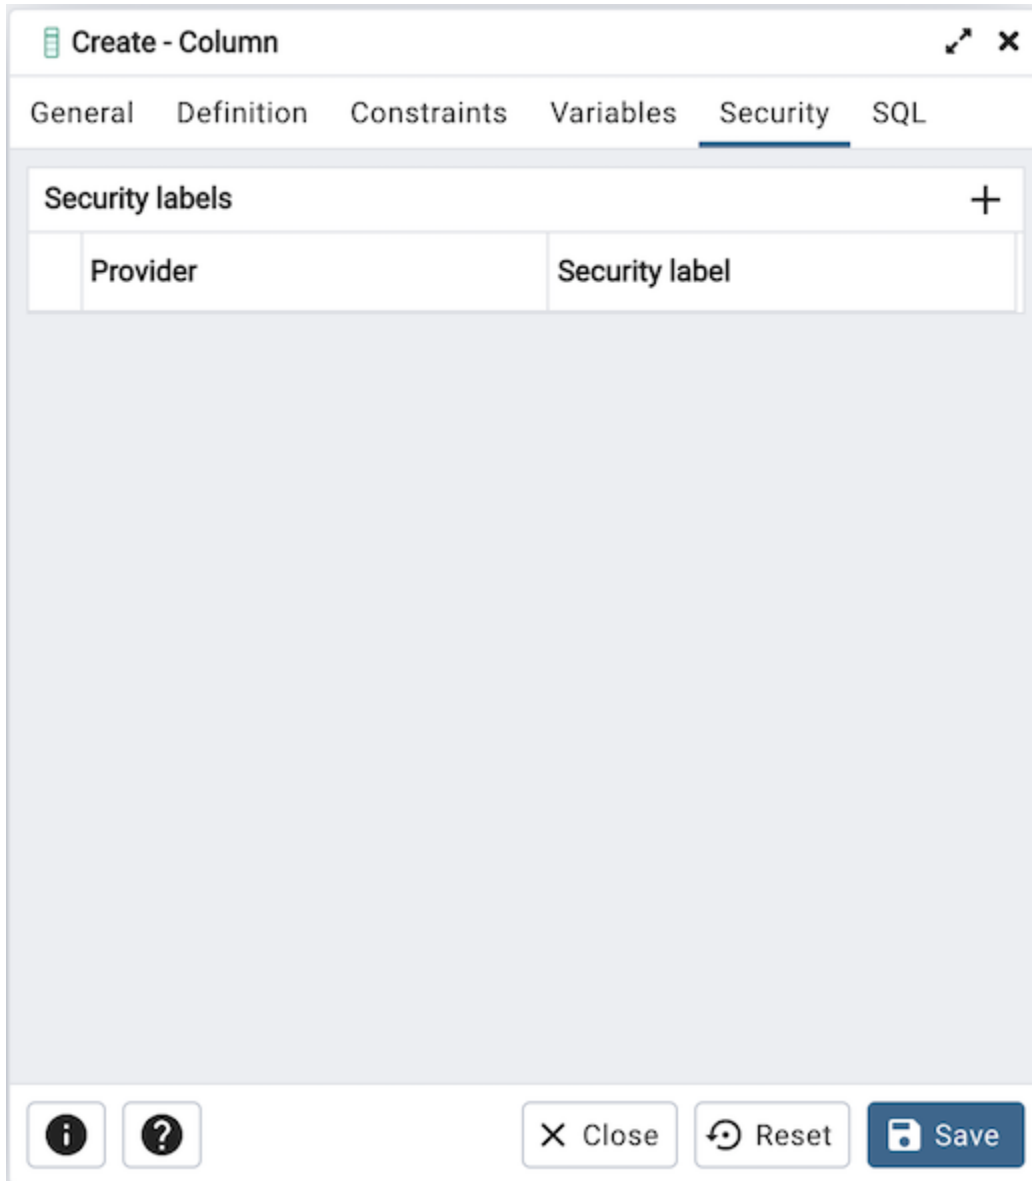 Create - Column
General Definition Constraints Variables Security SQL
Security labels
Provider Security label
Close Reset Save